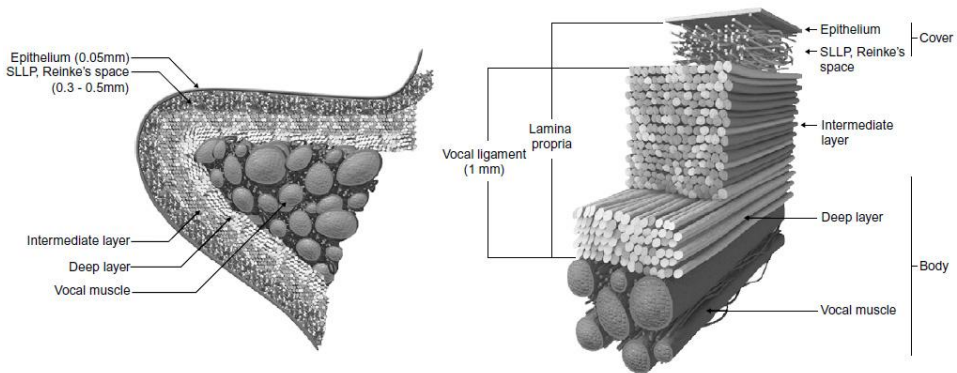 Epithelium (0.05mm)
SLLP, Reinke's space
(0.3 - 0.5mm)
Intermediate layer
Deep layer
Vocal muscle
Vocal ligament
(1 mm)
Lamina
propria
Epithelium
SLLP, Reinke's
space
Cover
Intermediate
layer
Deep layer
Body
Vocal muscle